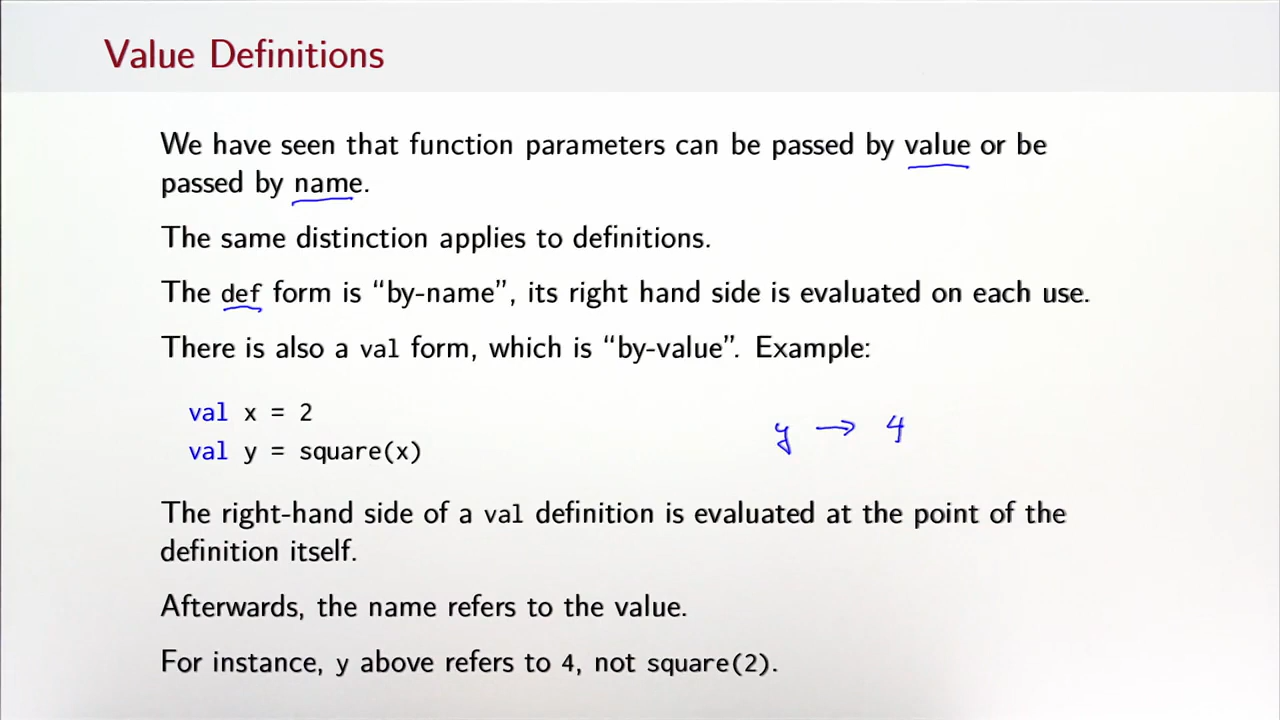 Value Definitions
We have seen that function parameters can be passed by value or be
passed by name.
The same distinction applies to definitions.
The def form is “by-name”, its right hand side is evaluated on each use.
There is also a val form, which is “by-value”. Example:
val x = 2
val y = square(x)
y → 4
The right-hand side of a val definition is evaluated at the point of the
definition itself.
Afterwards, the name refers to the value.
For instance, y above refers to 4, not square(2).